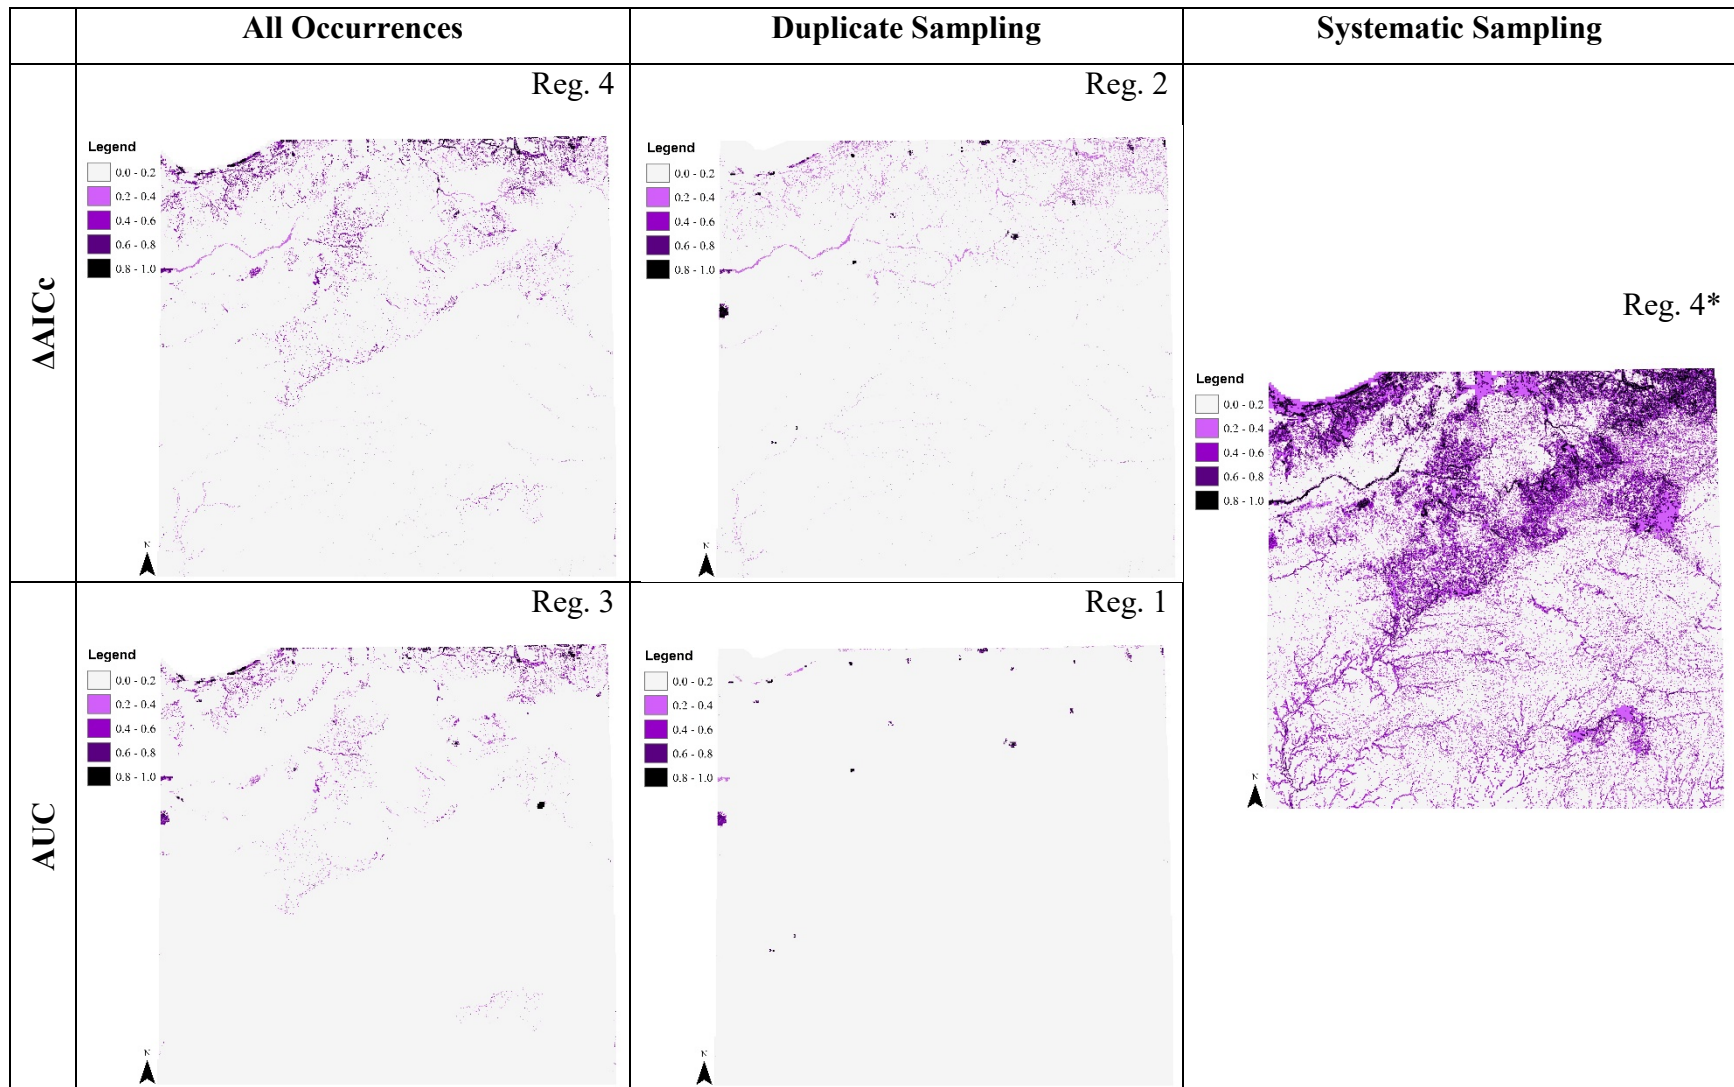 All Occurrences
Duplicate Sampling
Systematic Sampling
ΔAICc
Reg. 4
Legend
0.0 - 0.2
0.2 - 0.4
0.4 - 0.6
0.6 - 0.8
0.8 - 1.0
N
Reg. 2
Legend
0.0 - 0.2
0.2 - 0.4
0.4 - 0.6
0.6 - 0.8
0.8 - 1.0
N
Reg. 4*
Legend
0.0 - 0.2
0.2 - 0.4
0.4 - 0.6
0.6 - 0.8
0.8 - 1.0
N
AUC
Reg. 3
Legend
0.0 - 0.2
0.2 - 0.4
0.4 - 0.6
0.6 - 0.8
0.8 - 1.0
N
Reg. 1
Legend
0.0 - 0.2
0.2 - 0.4
0.4 - 0.6
0.6 - 0.8
0.8 - 1.0
N